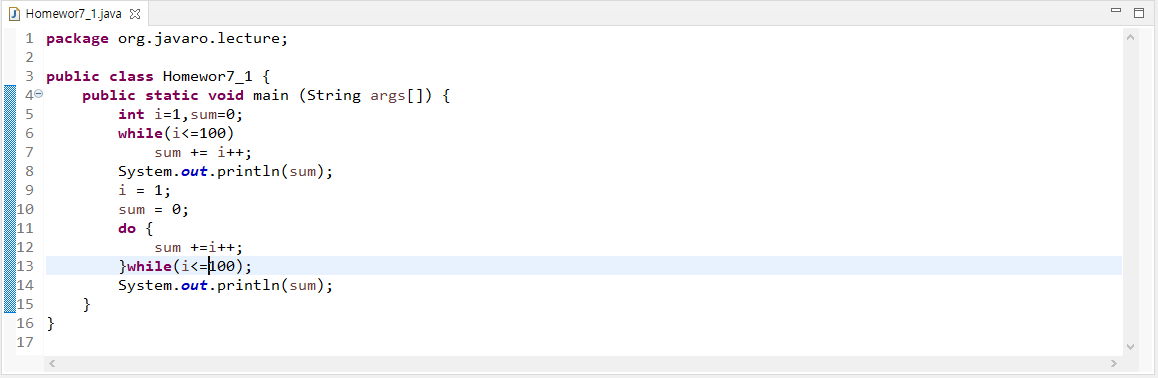 Homewor7_1.java
1 package org.javaro.lecture;
2
3 public class Homewor7_1 {
4     public static void main (String args[]) {
5         int i=1,sum=0;
6         while(i<=100)
7             sum += i++;
8         System.out.println(sum);
9         i = 1;
10         sum = 0;
11         do {
12             sum +=i++;
13         }while(i<=100);
14         System.out.println(sum);
15     }
16 }
17